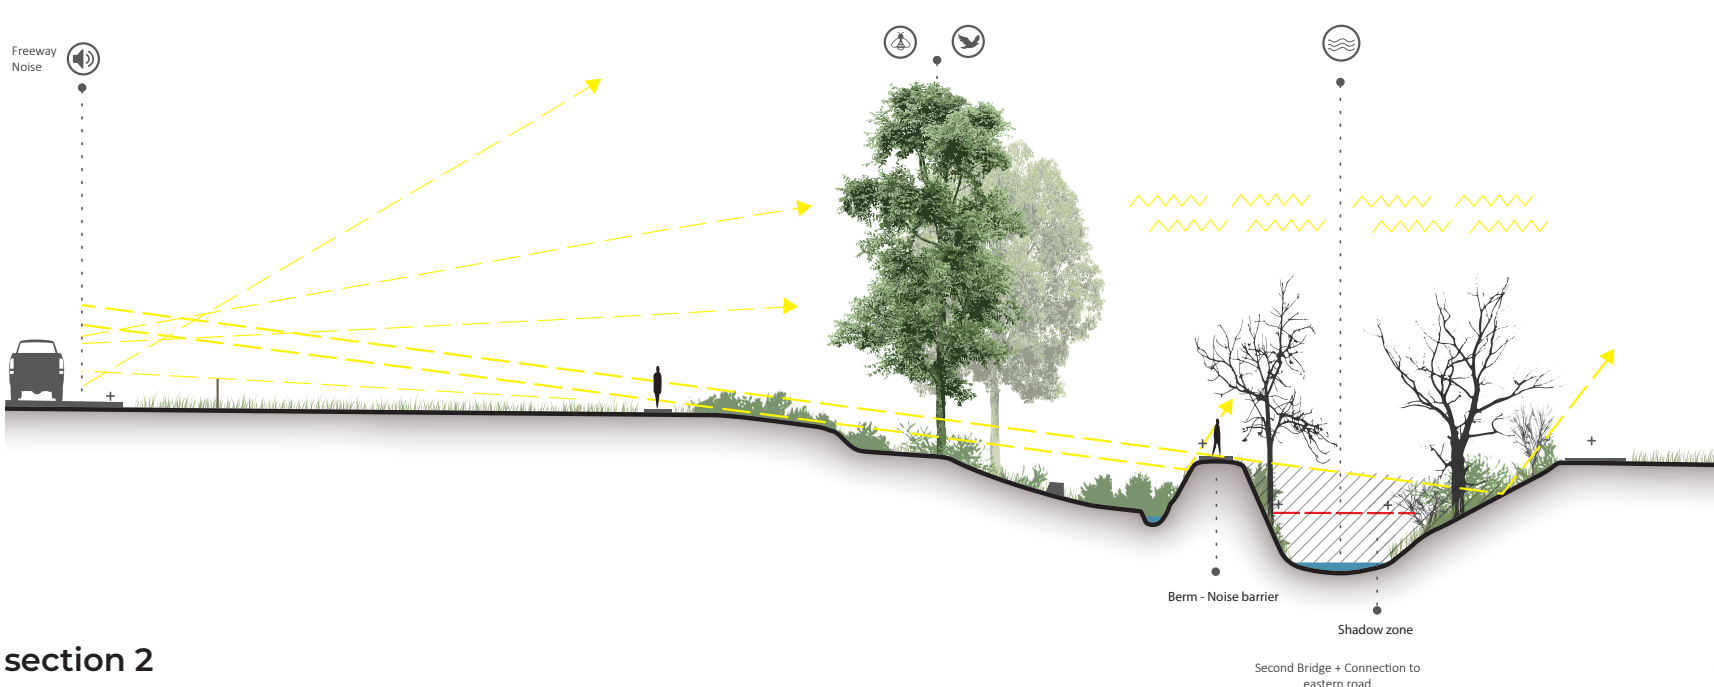 Freeway
Noise
Berm - Noise barrier
Shadow zone
section 2
Second Bridge + Connection to
eastern road.